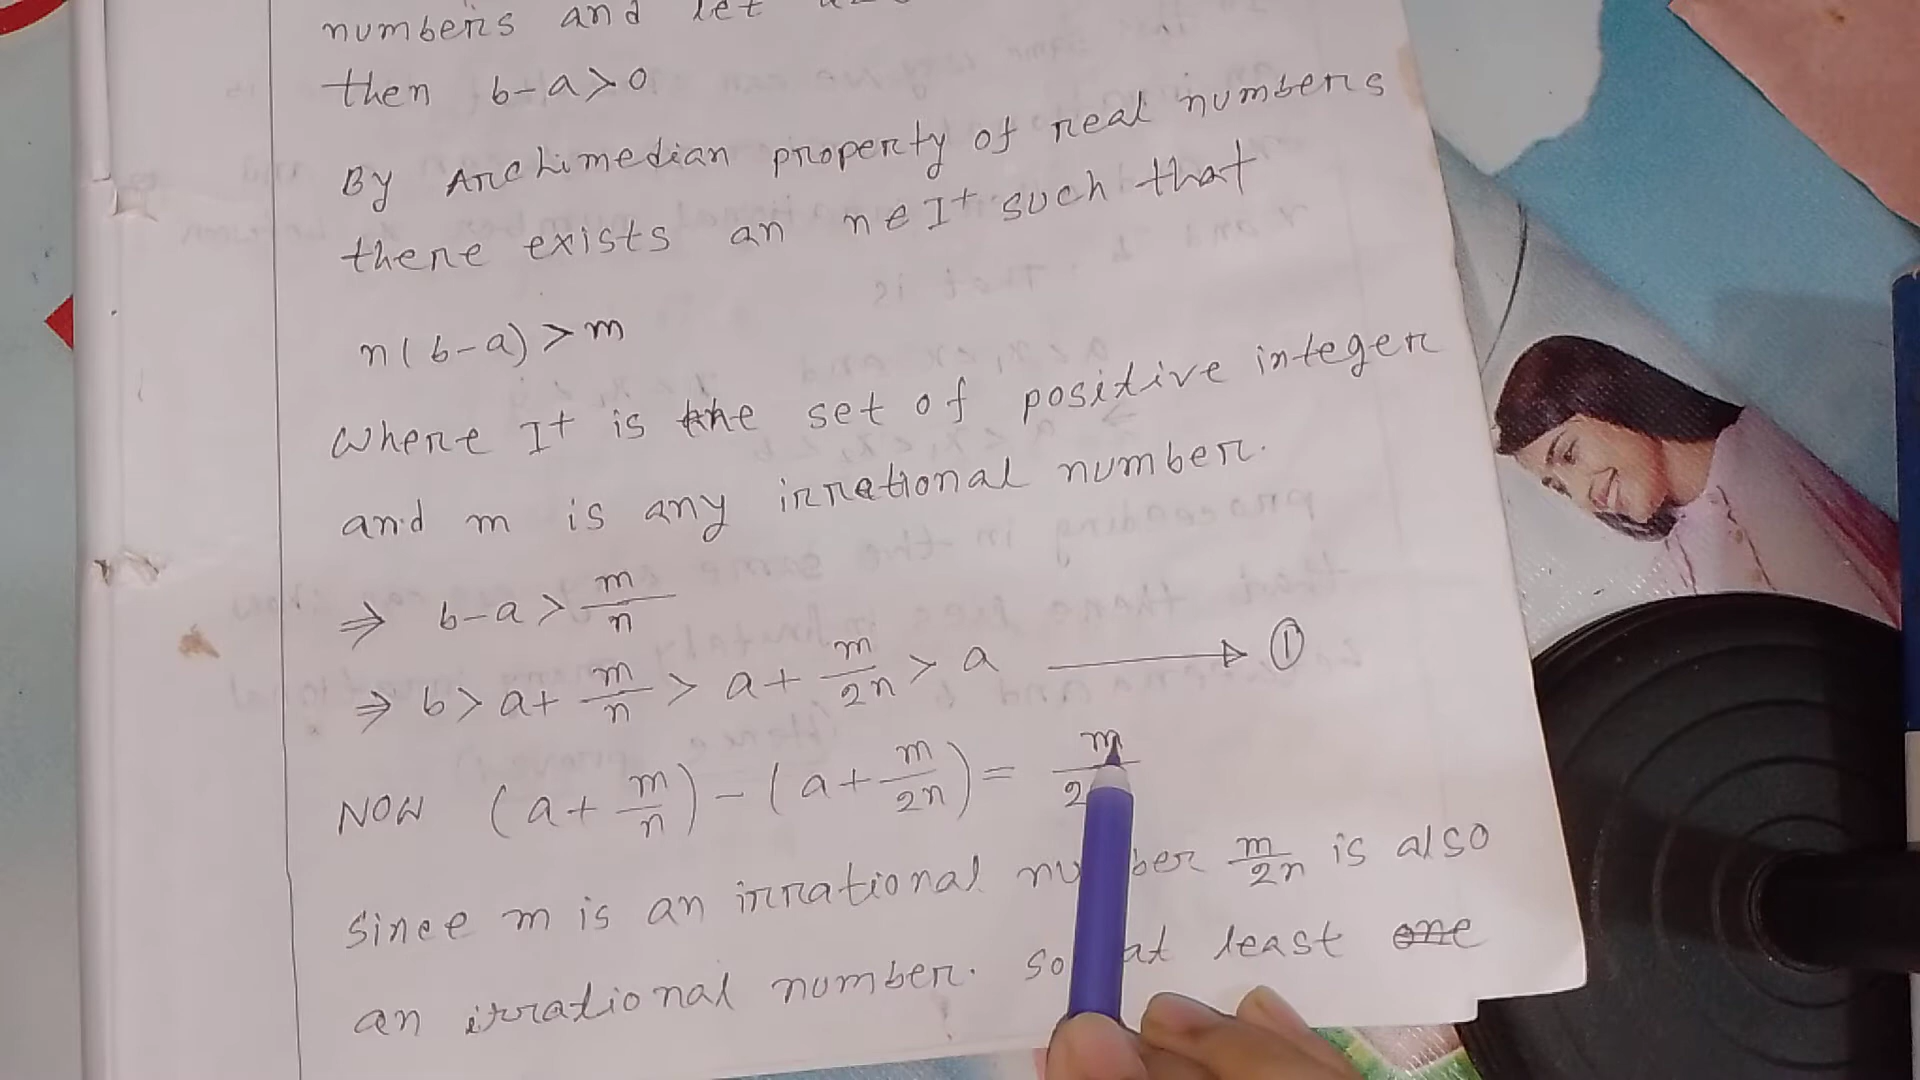 numbers and let
then b-a>0
By Archimedian property of real numbers
there exists an n∈I+ such that
n(b-a)>m
where I+ is the set of positive integer
and m is any irrational number.
⇒ b-a> m/n
⇒ b> a+ m/n > a+ m/2n > a → ①
NOW (a+ m/n) - (a+ m/2n) = m/2
since m is an irrational nu ber m/2n is also
an irrational number. so at least one